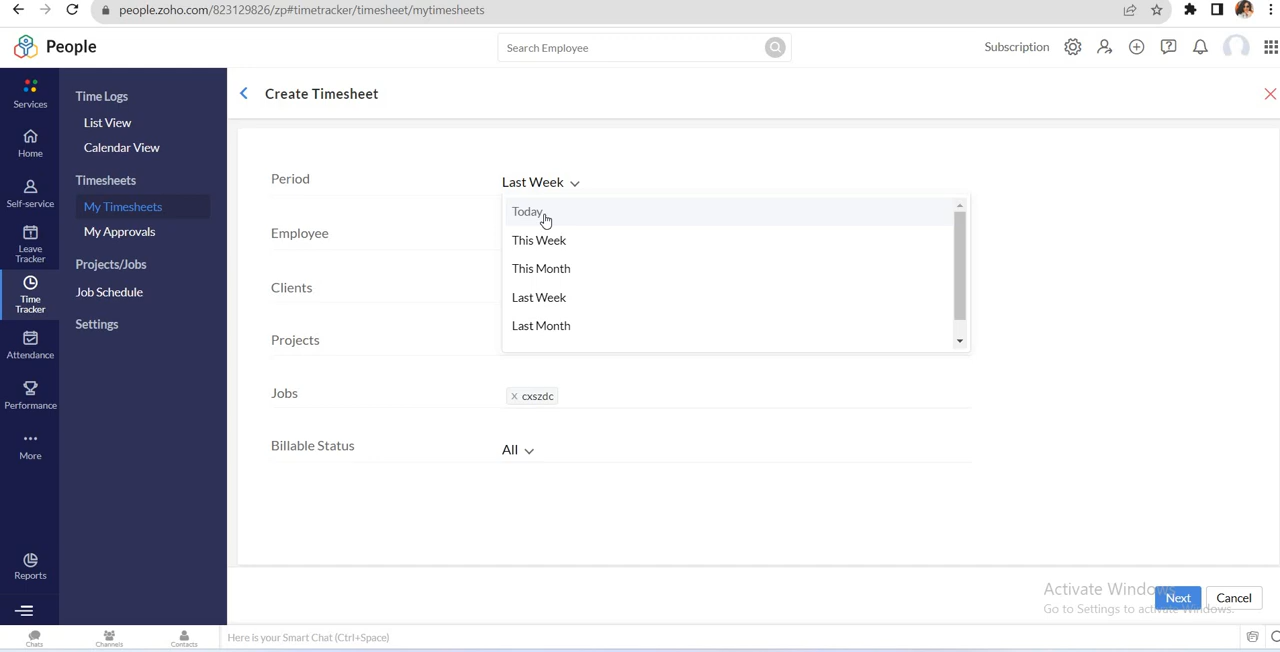 people.zoho.com/823129826/zp#timetracker/timesheet/mytimesheets
People
Search Employee
Subscription
Services
Home
Self-service
Leave
Tracker
Time
Tracker
Attendance
Performance
More
Reports
Time Logs
List View
Calendar View
Timesheets
My Timesheets
My Approvals
Projects/Jobs
Job Schedule
Settings
Create Timesheet
Period
Last Week
Today
This Week
This Month
Last Week
Last Month
Employee
Clients
Projects
Jobs
x cxszdc
Billable Status
All
Activate Windows
Go to Settings to activate Windows.
Next
Cancel
Chats
Channels
Contacts
Here is your Smart Chat (Ctrl+Space)